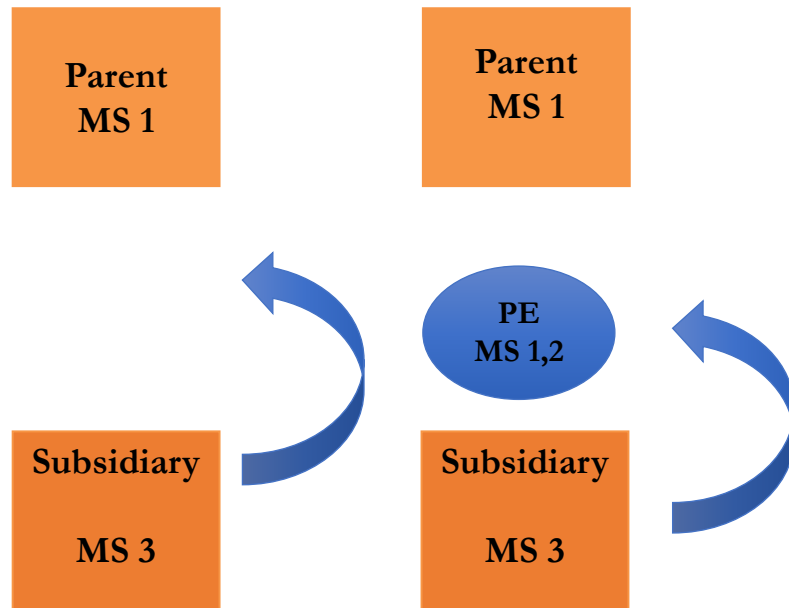 Parent
MS 1
Parent
MS 1
PE
MS 1,2
Subsidiary
MS 3
Subsidiary
MS 3